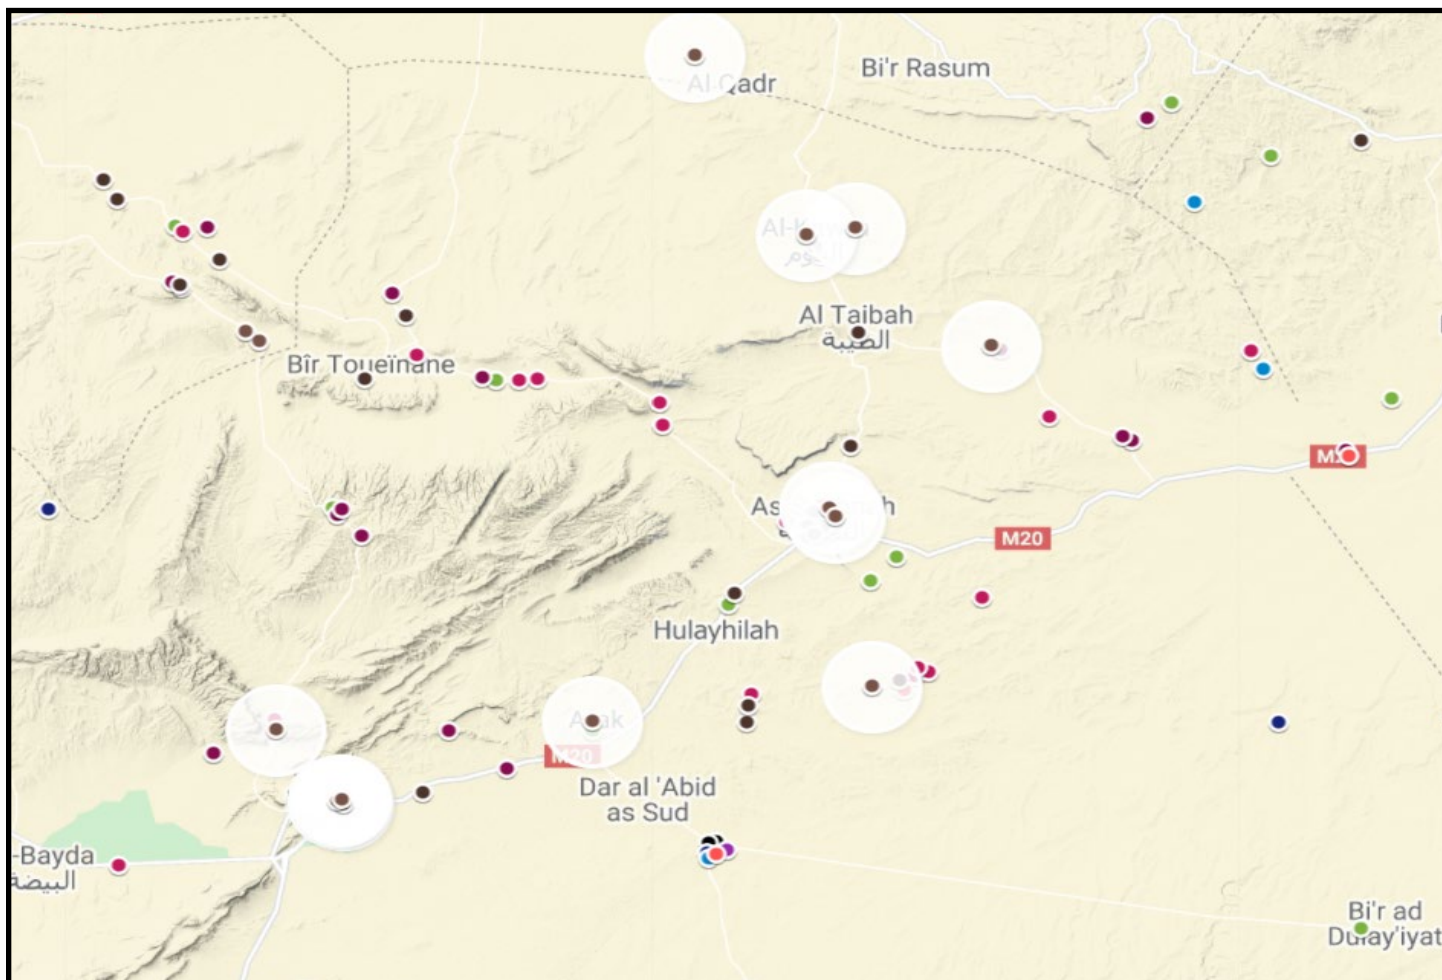 Al Qadr
Bi'r Rasum
Al Taibah
الطيبة
Bîr Toueïnane
M20
Hulayhilah
M20
Dar al 'Abid
as Sud
-Bayda
البيضة
Bi'r ad
Dulay'iyat